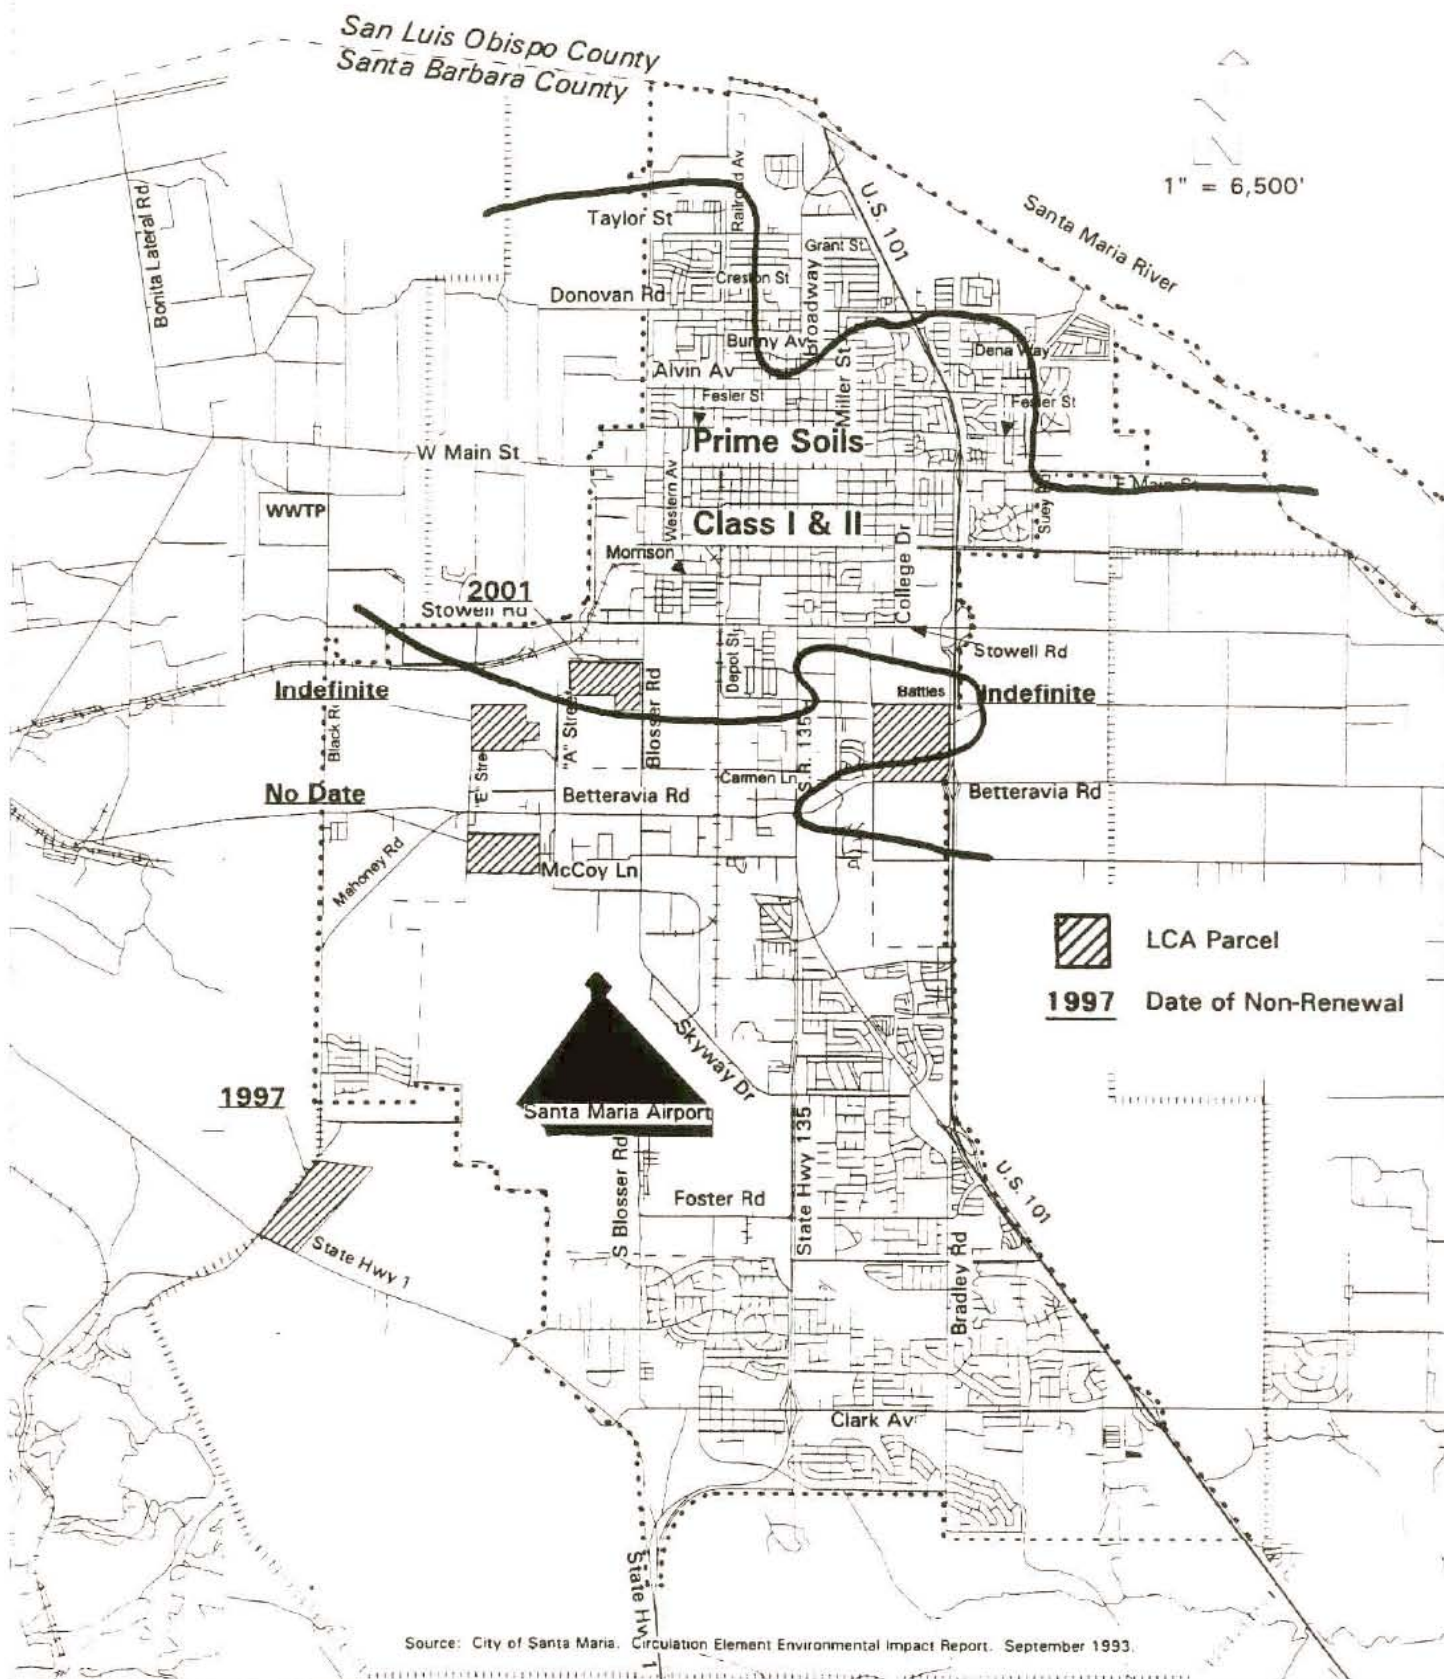 San Luis Obispo County
Santa Barbara County
1" = 6,500'
Santa Maria River
U.S. 101
Railroad Av
Taylor St
Bonita Lateral Rd
Grant St.
Broadway
Creston St
Donovan Rd
Bunny Av
Dena Way
Miller St
Alvin Av
Fesler St
Fesler St
Prime Soils
W Main St
E Main St
Western Av
WWTP
Class I & II
Suey
College Dr
Morrison
2001
Stowell Rd
Stowell Rd
Depot St
Indefinite
Battles
Indefinite
Black Rd
"A" Street
Blosser Rd
S.R. 135
Carmen Ln
No Date
"E" Street
Betteravia Rd
Betteravia Rd
Mahoney Rd
McCoy Ln
LCA Parcel
1997 Date of Non-Renewal
Skyway Dr
1997
Santa Maria Airport
State Hwy 135
S Blosser Rd
Foster Rd
U.S. 101
State Hwy 1
Bradley Rd
Clark Av
State Hwy 1
Source: City of Santa Maria. Circulation Element Environmental Impact Report. September 1993.